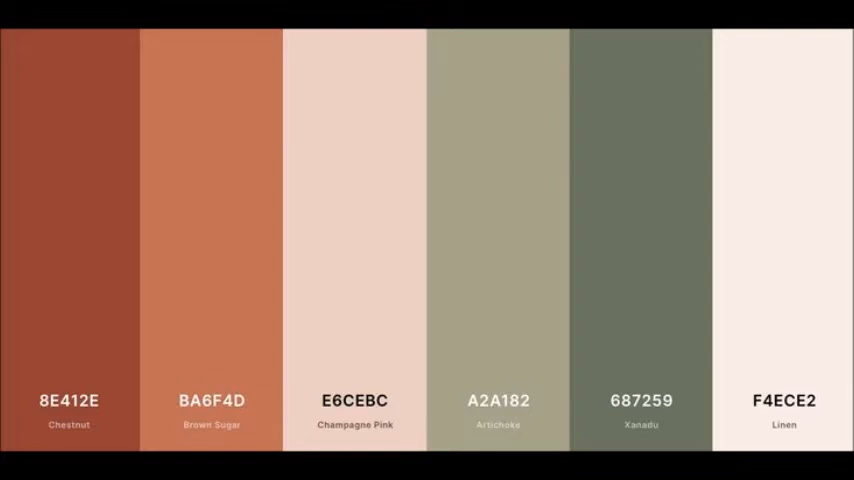 8E412E
Chestnut
BA6F4D
Brown Sugar
E6CEBC
Champagne Pink
A2A182
Artichoke
687259
Xanadu
F4ECE2
Linen